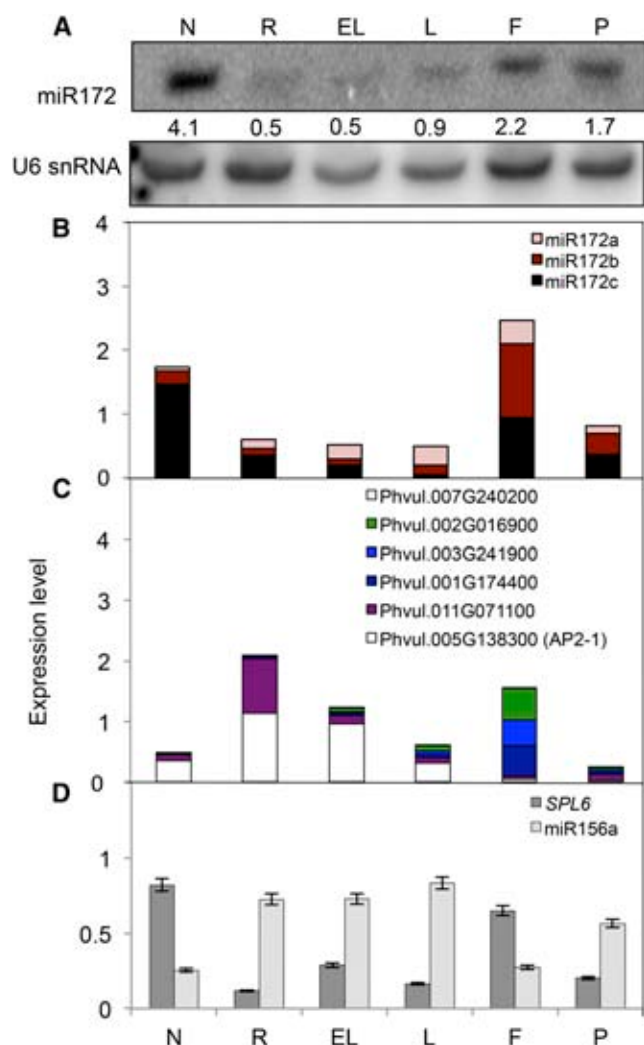 A
N R EL L F P
miR172
4.1 0.5 0.5 0.9 2.2 1.7
U6 snRNA
B
4
3
2
1
0
miR172a
miR172b
miR172c
C
4
3
2
1
0
Phvul.007G240200
Phvul.002G016900
Phvul.003G241900
Phvul.001G174400
Phvul.011G071100
Phvul.005G138300 (AP2-1)
Expression level
D
1
0.5
0
SPL6
miR156a
N R EL L F P